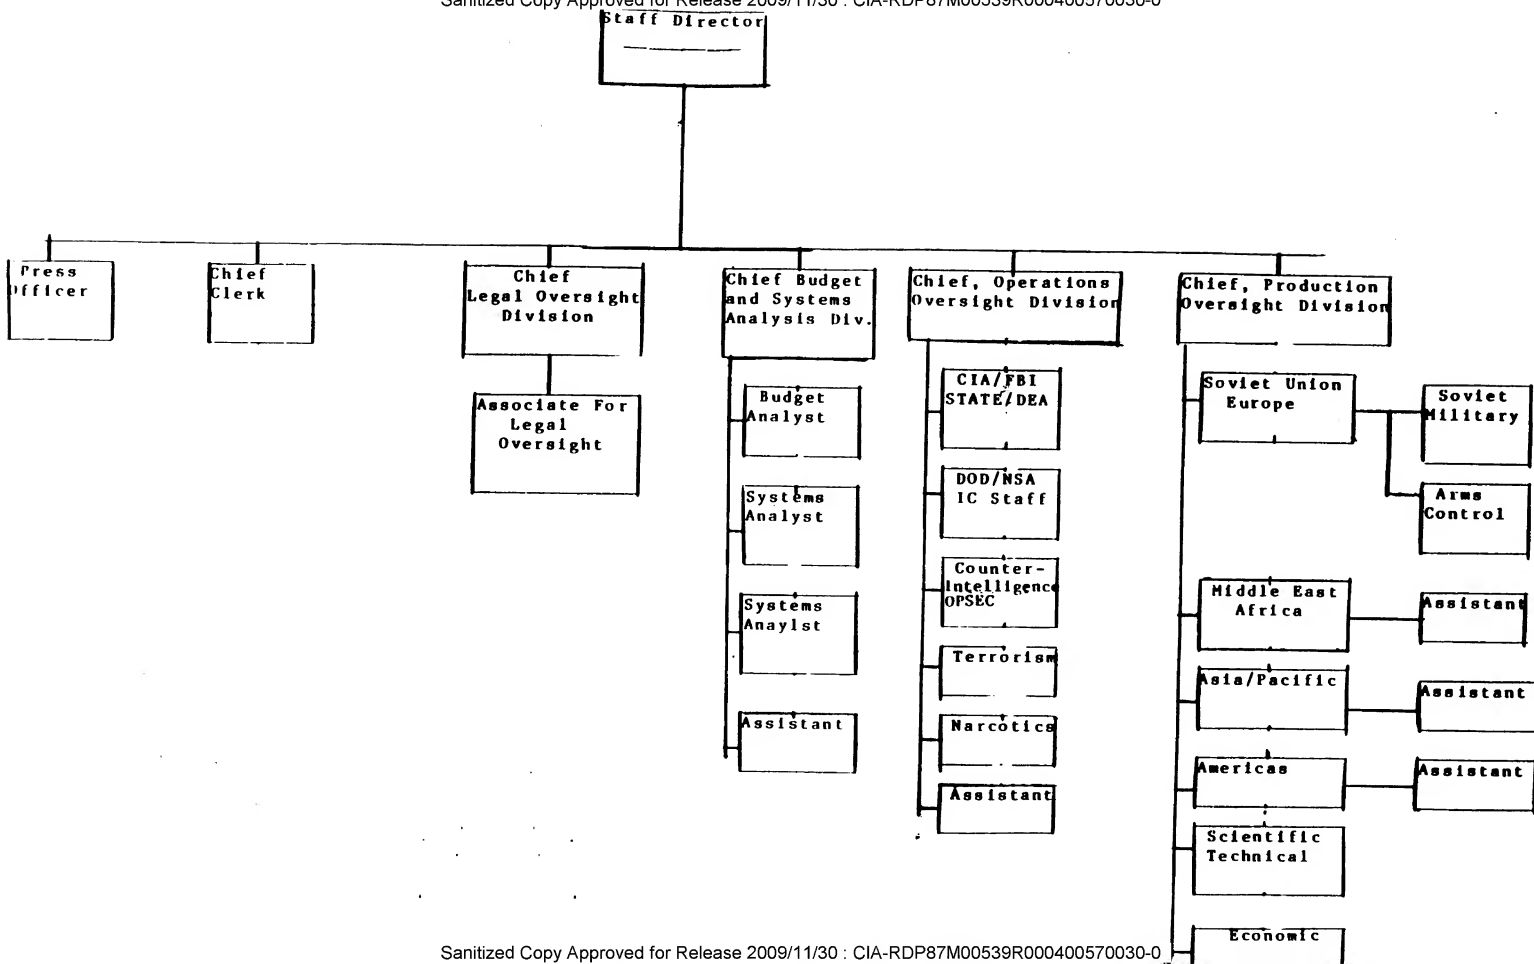 Sanitized Copy Approved for Release 2009/11/30 : CIA-RDP87M00539R000400570030-0
Staff Director
Press
Officer
Chief
Clerk
Chief
Legal Oversight
Division
Associate For
Legal
Oversight
Chief Budget
and Systems
Analysis Div.
Budget
Analyst
Systems
Analyst
Systems
Anaylst
Assistant
Chief, Operations
Oversight Division
CIA/FBI
STATE/DEA
DOD/NSA
IC Staff
Counter-
Intelligence
OPSEC
Terrorism
Narcotics
Assistant
Chief, Production
Oversight Division
Soviet Union
Europe
Soviet
Military
Arms
Control
Middle East
Africa
Assistant
Asia/Pacific
Assistant
Americas
Assistant
Scientific
Technical
Economic
Sanitized Copy Approved for Release 2009/11/30 : CIA-RDP87M00539R000400570030-0